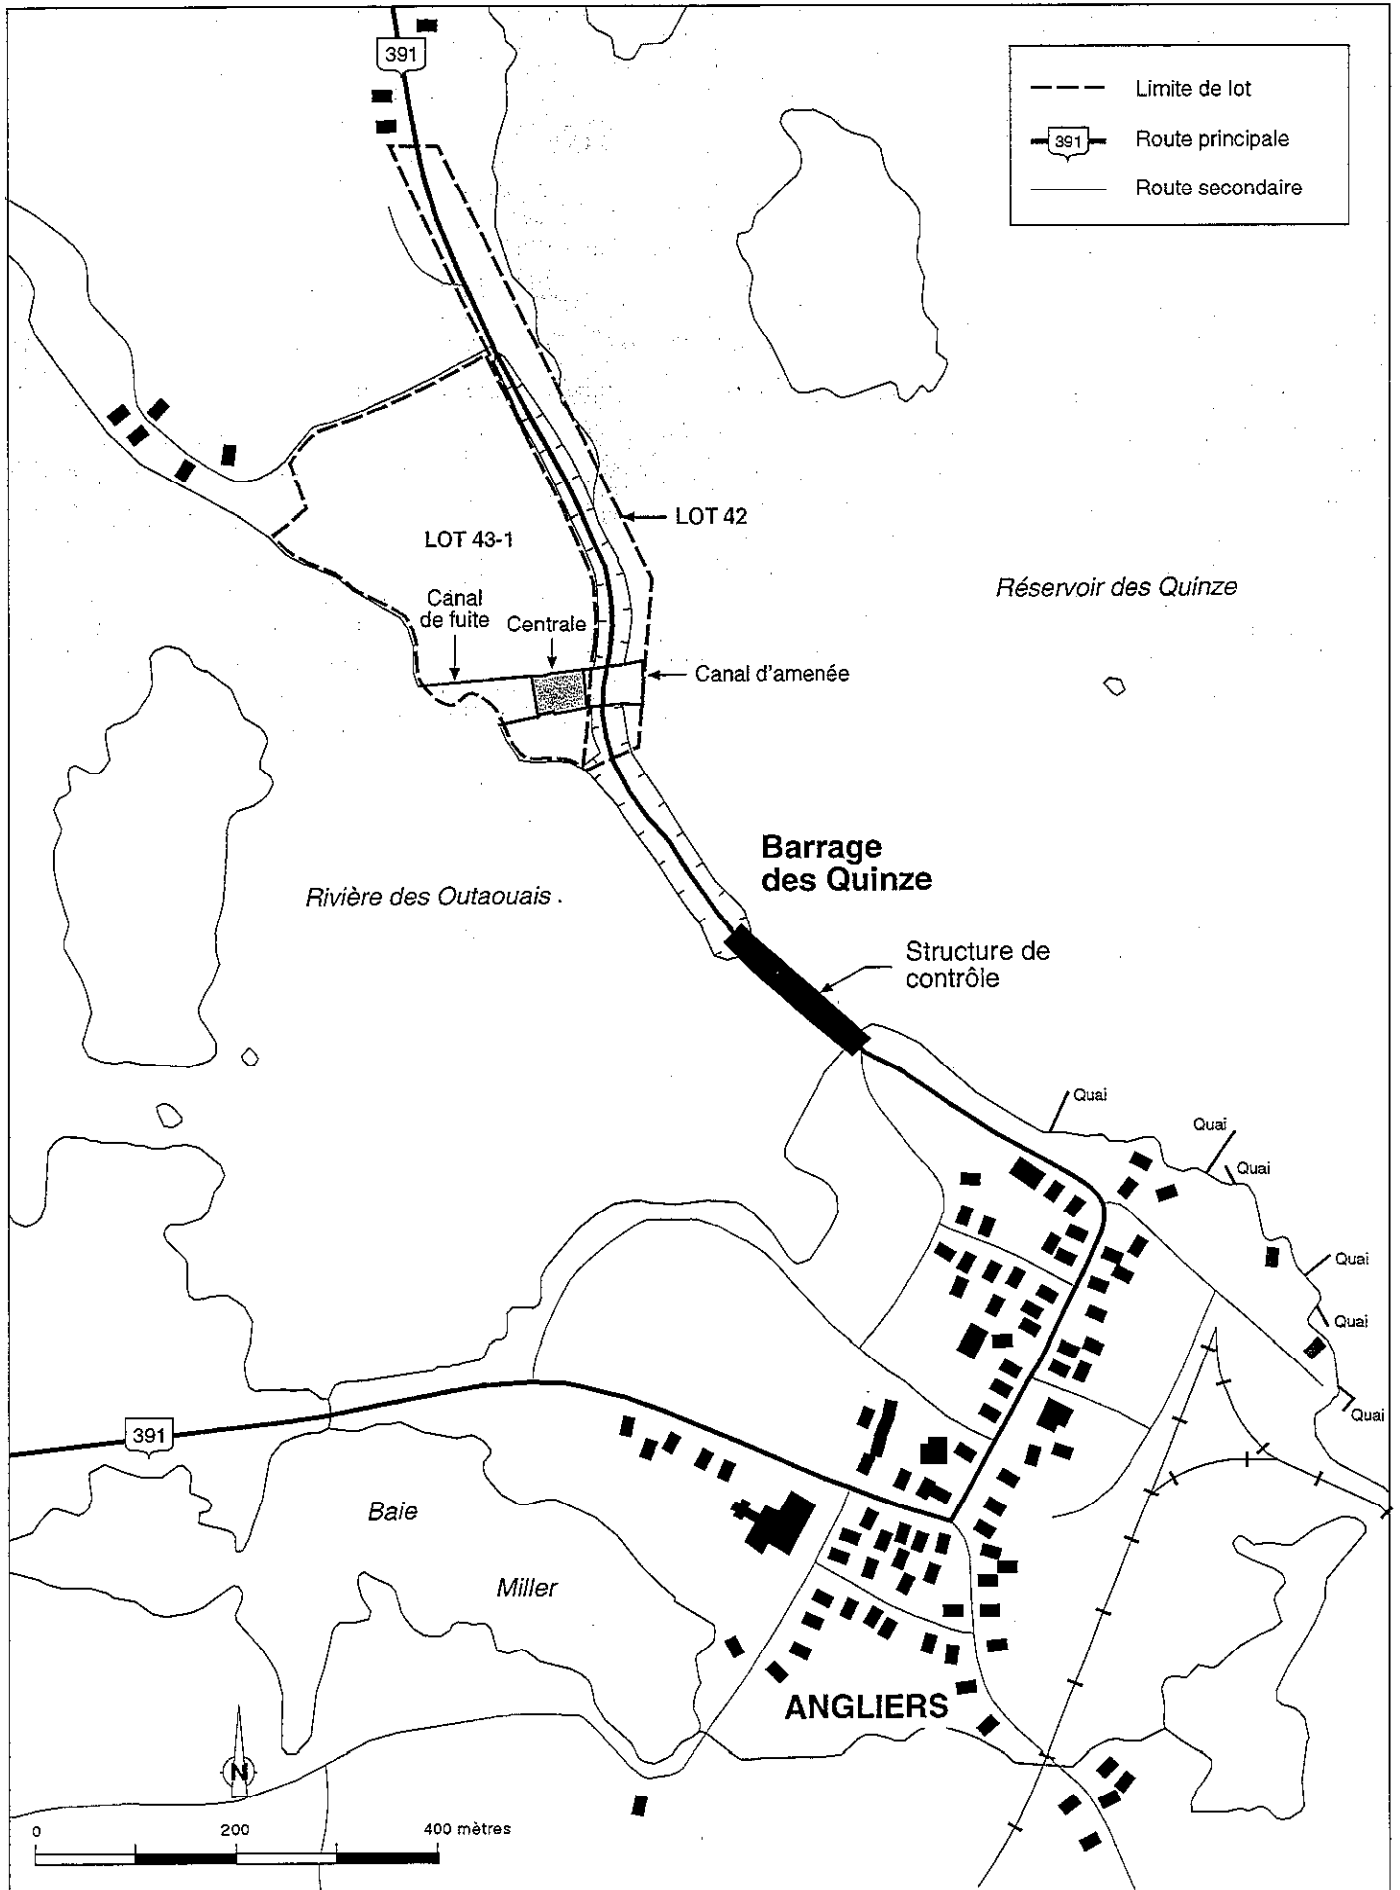 391
Limite de lot
391
Route principale
Route secondaire
LOT 42
LOT 43-1
Réservoir des Quinze
Canal
de fuite
Centrale
Canal d'amenée
Barrage
des Quinze
Rivière des Outaouais
Structure de
contrôle
Quai
Quai
Quai
Quai
Quai
Quai
391
Baie
Miller
ANGLIERS
N
0
200
400 mètres